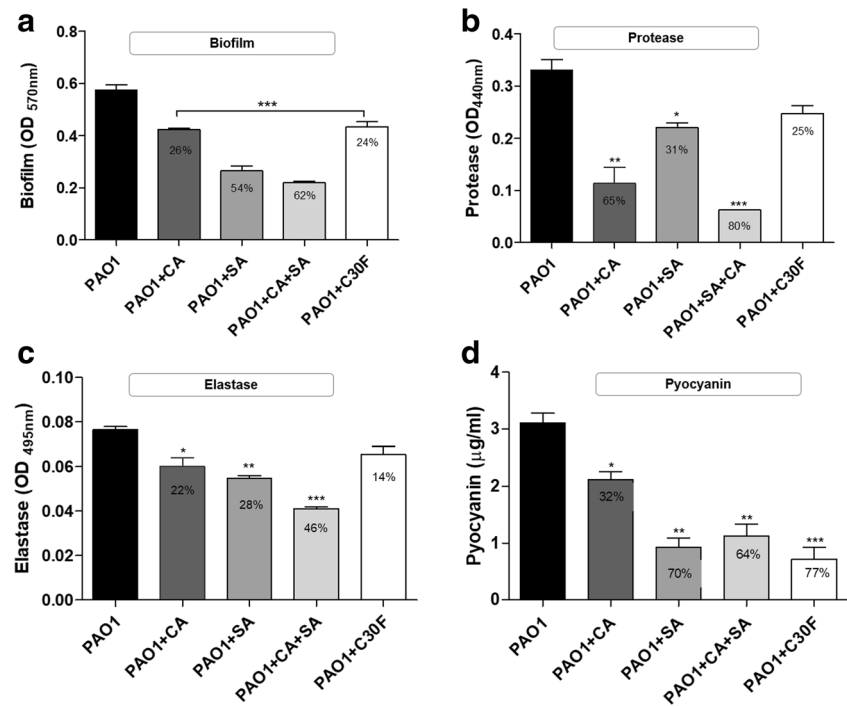 a
Biofilm
Biofilm (OD 570nm)
0.8
0.6
0.4
0.2
0.0
***
26%
54%
62%
24%
PAO1
PAO1+CA
PAO1+SA
PAO1+CA+SA
PAO1+C30F
b
Protease
Protease (OD440nm)
0.4
0.3
0.2
0.1
0.0
**
65%
*
31%
***
80%
25%
PAO1
PAO1+CA
PAO1+SA
PAO1+SA+CA
PAO1+C30F
c
Elastase
Elastase (OD 495nm)
0.10
0.08
0.06
0.04
0.02
0.00
*
22%
**
28%
***
46%
14%
PAO1
PAO1+CA
PAO1+SA
PAO1+CA+SA
PAO1+C30F
d
Pyocyanin
Pyocyanin (μg/ml)
4
3
2
1
0
*
32%
**
70%
**
64%
***
77%
PAO1
PAO1+CA
PAO1+SA
PAO1+CA+SA
PAO1+C30F